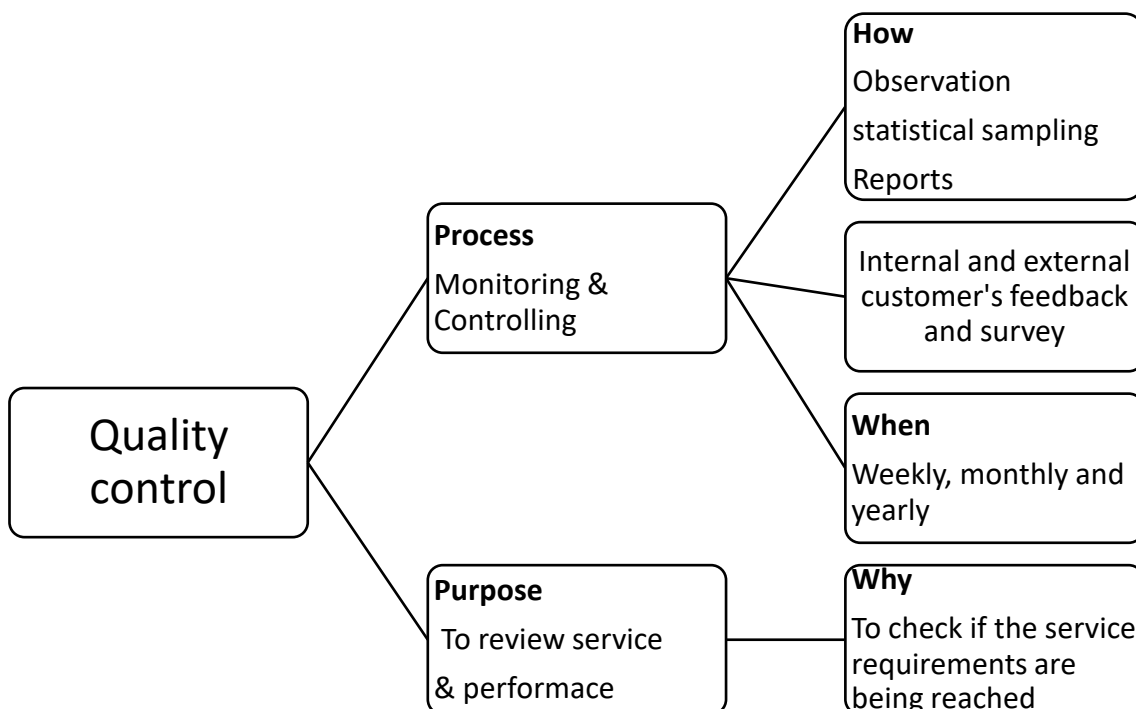 Quality
control
Process
Monitoring &
Controlling
Purpose
To review service
& performace
How
Observation
statistical sampling
Reports
Internal and external
customer's feedback
and survey
When
Weekly, monthly and
yearly
Why
To check if the service
requirements are
being reached